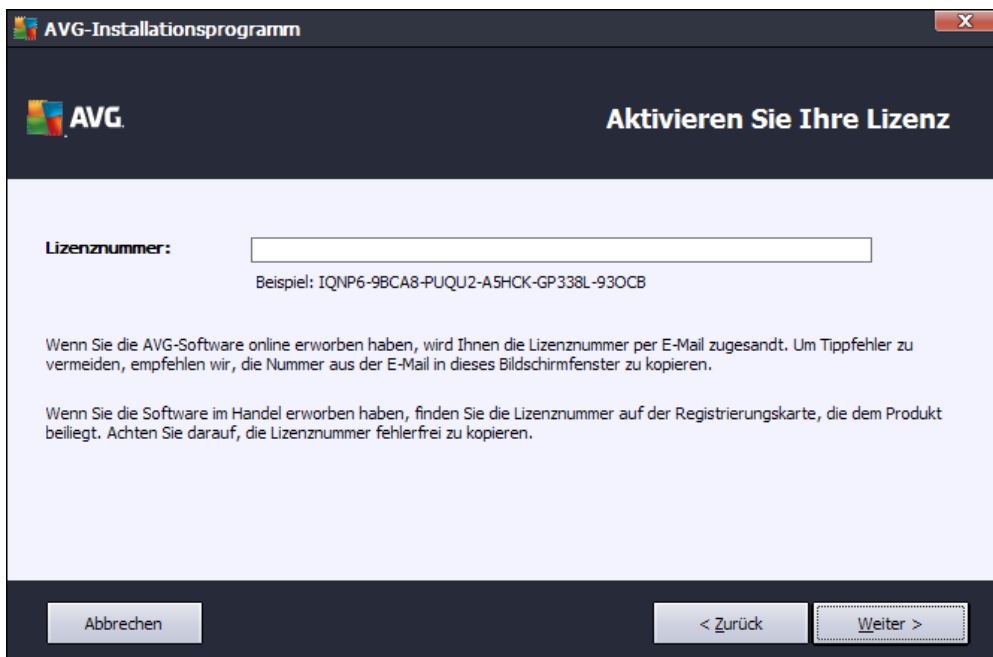 AVG-Installationsprogramm
X
AVG.
Aktivieren Sie Ihre Lizenz
Lizenznummer:
Beispiel: IQNP6-9BCA8-PUQU2-A5HCK-GP338L-93OCB
Wenn Sie die AVG-Software online erworben haben, wird Ihnen die Lizenznummer per E-Mail zugesandt. Um Tippfehler zu
vermeiden, empfehlen wir, die Nummer aus der E-Mail in dieses Bildschirmfenster zu kopieren.
Wenn Sie die Software im Handel erworben haben, finden Sie die Lizenznummer auf der Registrierungskarte, die dem Produkt
beiliegt. Achten Sie darauf, die Lizenznummer fehlerfrei zu kopieren.
Abbrechen
< Zurück
Weiter >